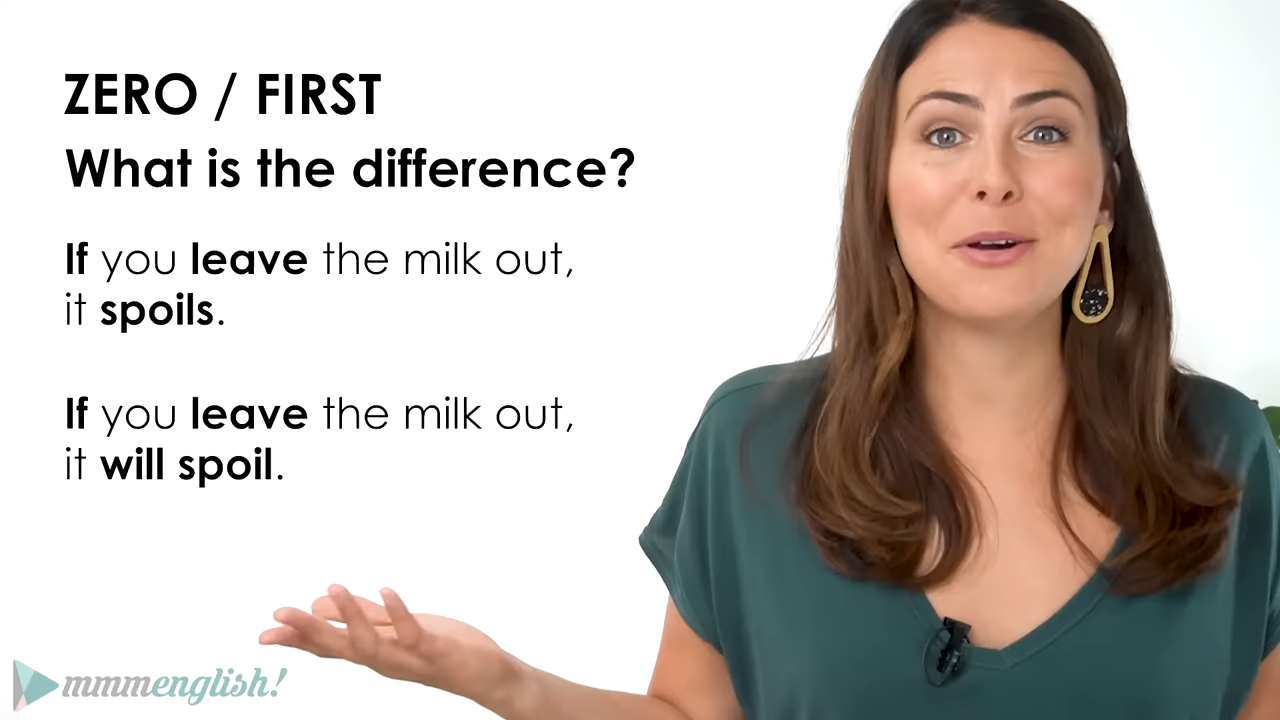 ZERO / FIRST
What is the difference?
If you leave the milk out,
it spoils.
If you leave the milk out,
it will spoil.
mmmenglish!